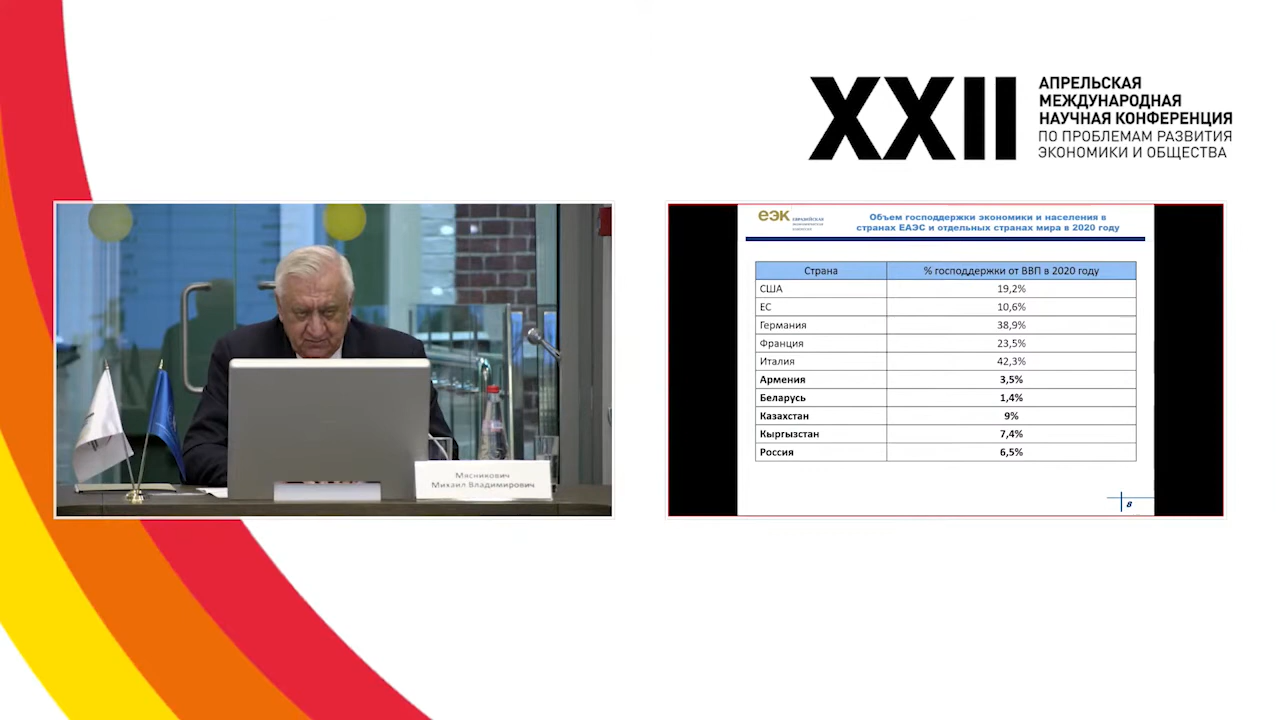 XXII
АПРЕЛЬСКАЯ
МЕЖДУНАРОДНАЯ
НАУЧНАЯ КОНФЕРЕНЦИЯ
ПО ПРОБЛЕМАМ РАЗВИТИЯ
ЭКОНОМИКИ И ОБЩЕСТВА
Мясникович
Михаил Владимирович
еэк ЕВРАЗИЙСКАЯ
Объем господдержки экономики и населения в
странах ЕАЭС и отдельных странах мира в 2020 году
Страна % господдержки от ВВП в 2020 году
США 19,2%
ЕС 10,6%
Германия 38,9%
Франция 23,5%
Италия 42,3%
Армения 3,5%
Беларусь 1,4%
Казахстан 9%
Кыргызстан 7,4%
Россия 6,5%
8